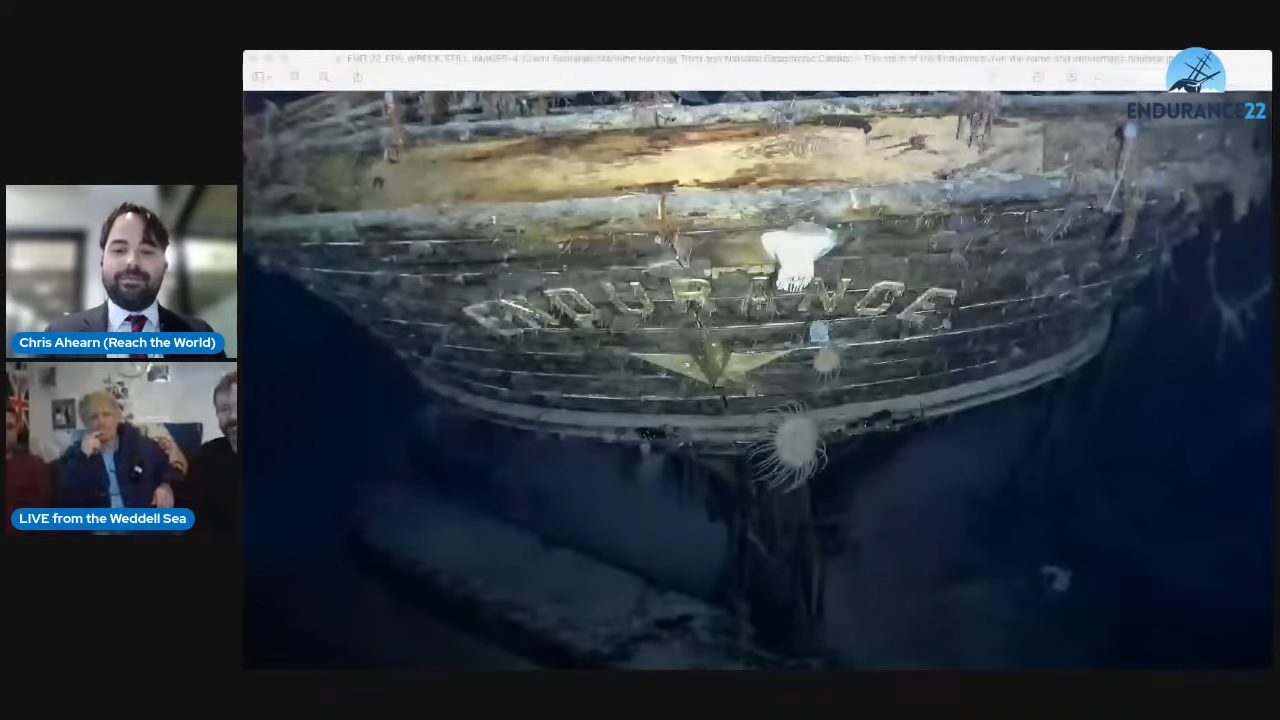 ENDURANCE22
ENDURANCE
Chris Ahearn (Reach the World)
LIVE from the Weddell Sea